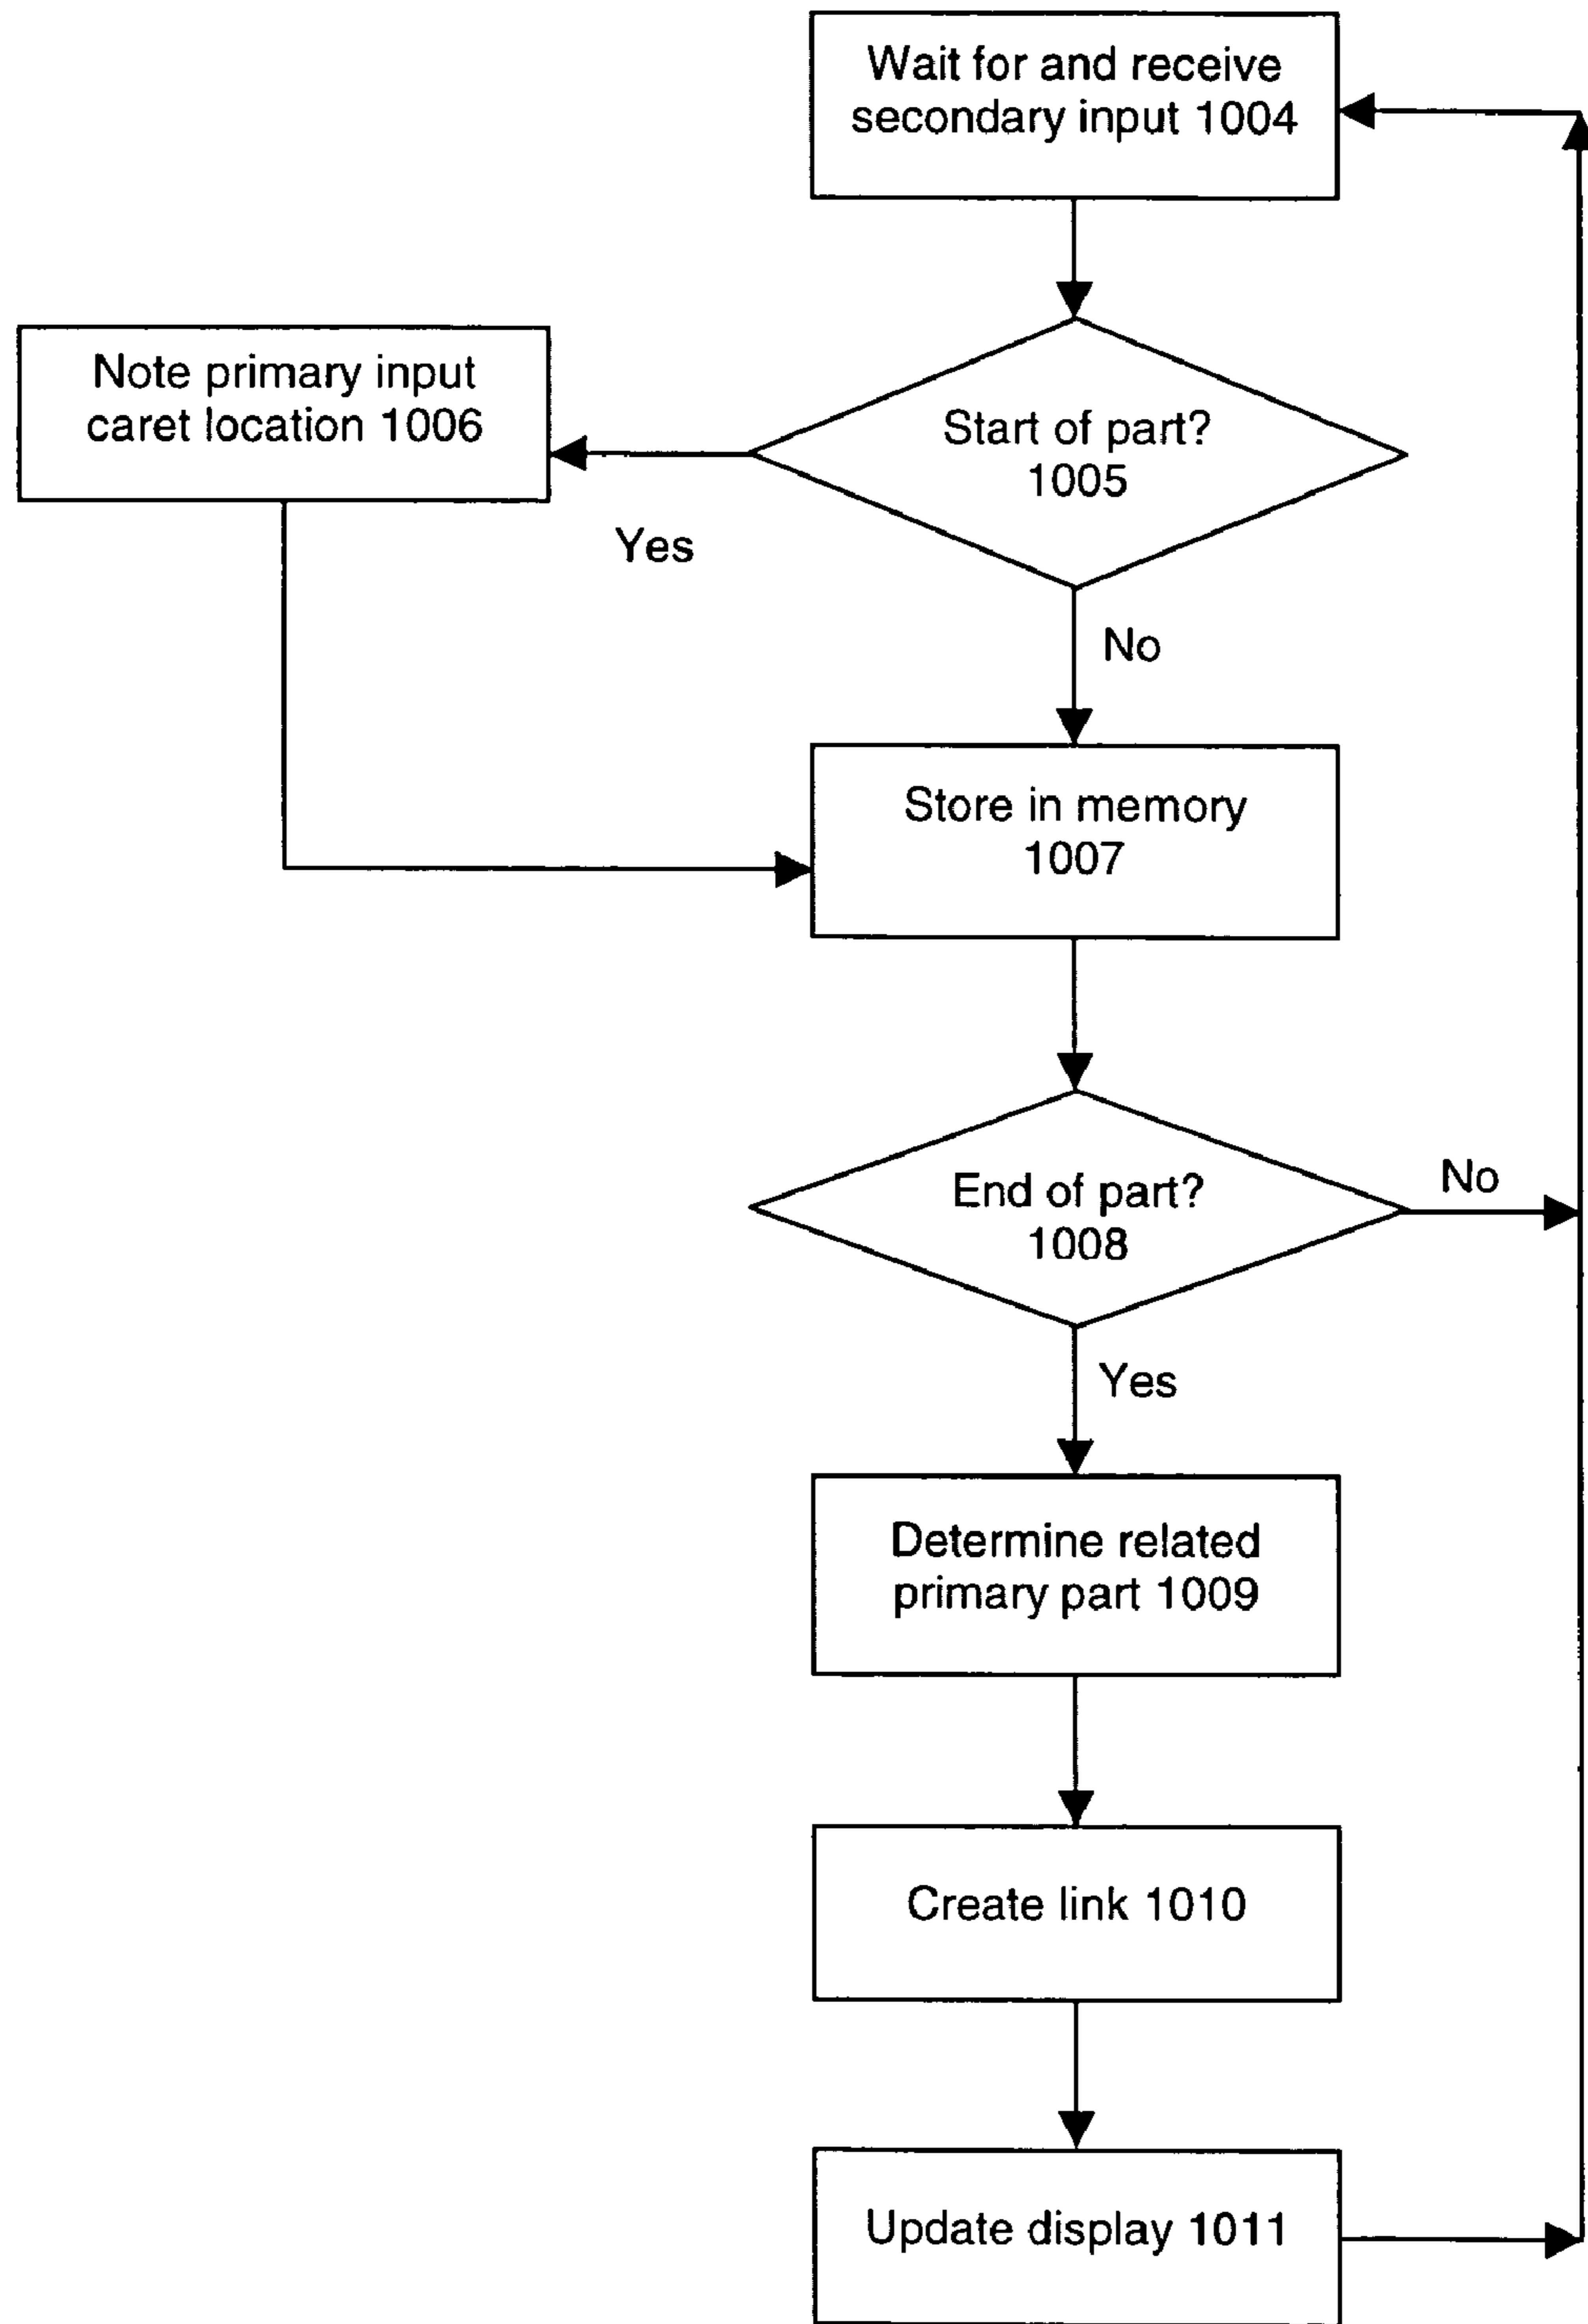 Wait for and receive
secondary input 1004
Note primary input
caret location 1006
Start of part?
1005
Yes
No
Store in memory
1007
End of part?
1008
No
Yes
Determine related
primary part 1009
Create link 1010
Update display 1011